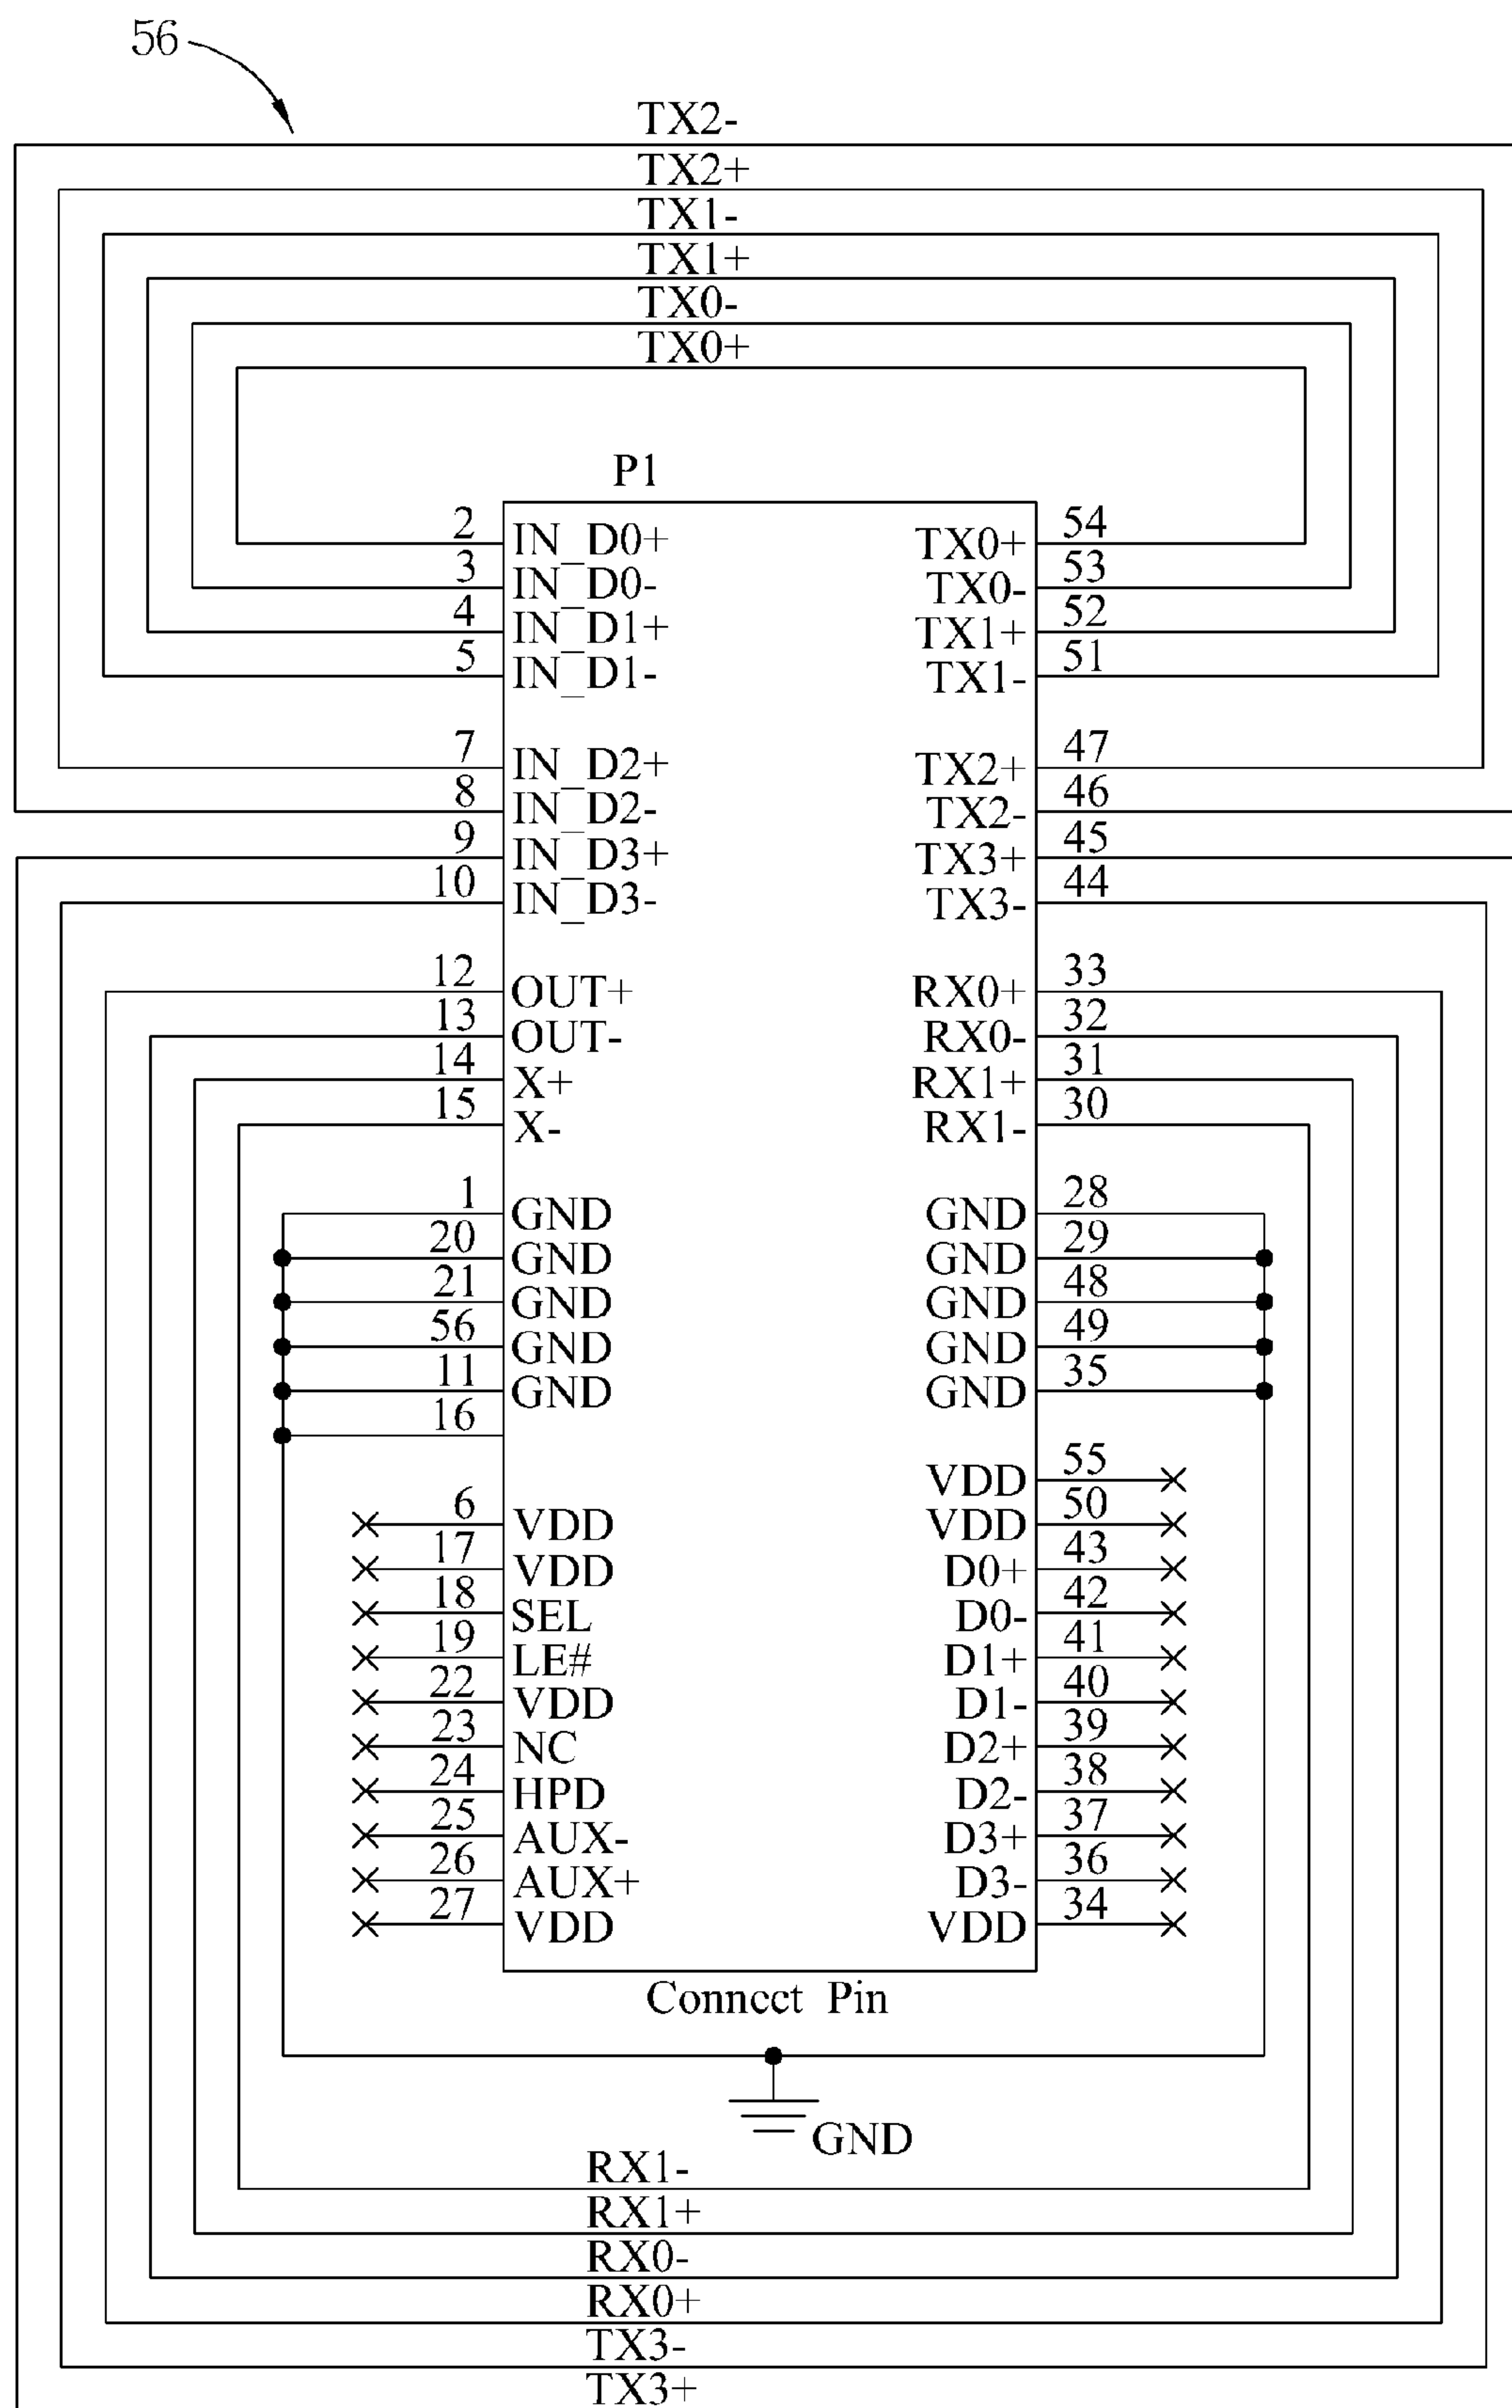 56
TX2-
TX2+
TX1-
TX1+
TX0-
TX0+
P1
2 IN_D0+ TX0+ 54
3 IN_D0- TX0- 53
4 IN_D1+ TX1+ 52
5 IN_D1- TX1- 51
7 IN_D2+ TX2+ 47
8 IN_D2- TX2- 46
9 IN_D3+ TX3+ 45
10 IN_D3- TX3- 44
12 OUT+ RX0+ 33
13 OUT- RX0- 32
14 X+ RX1+ 31
15 X- RX1- 30
1 GND GND 28
20 GND GND 29
21 GND GND 48
56 GND GND 49
11 GND GND 35
16
VDD 55
6 VDD VDD 50
17 VDD D0+ 43
18 SEL D0- 42
19 LE# D1+ 41
22 VDD D1- 40
23 NC D2+ 39
24 HPD D2- 38
25 AUX- D3+ 37
26 AUX+ D3- 36
27 VDD VDD 34
Connect Pin
GND
RX1-
RX1+
RX0-
RX0+
TX3-
TX3+